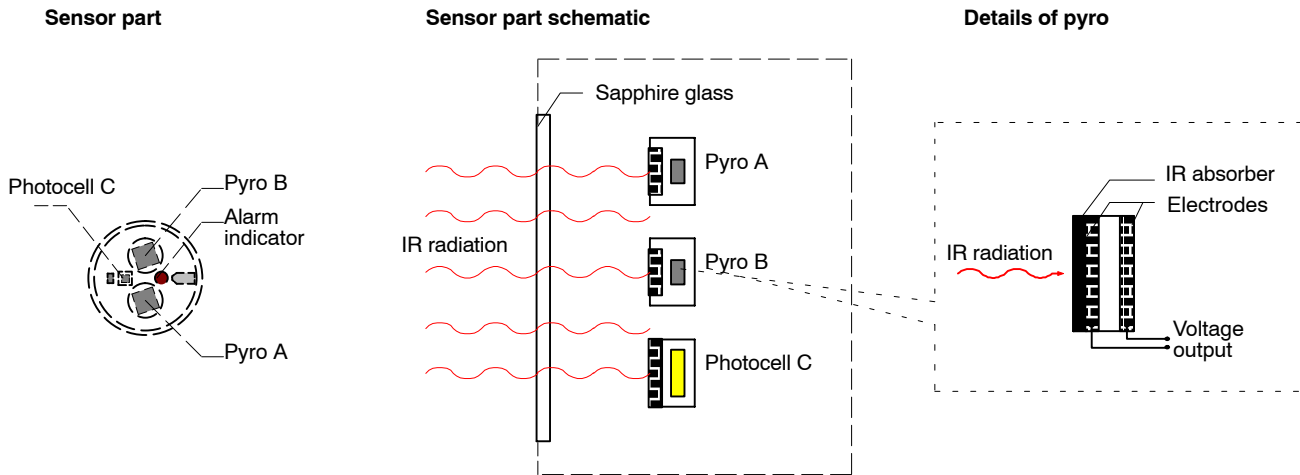 Sensor part
Photocell C
Pyro B
Alarm
indicator
Pyro A
Sensor part schematic
Sapphire glass
Pyro A
IR radiation
Pyro B
Photocell C
Details of pyro
IR absorber
Electrodes
IR radiation
Voltage
output